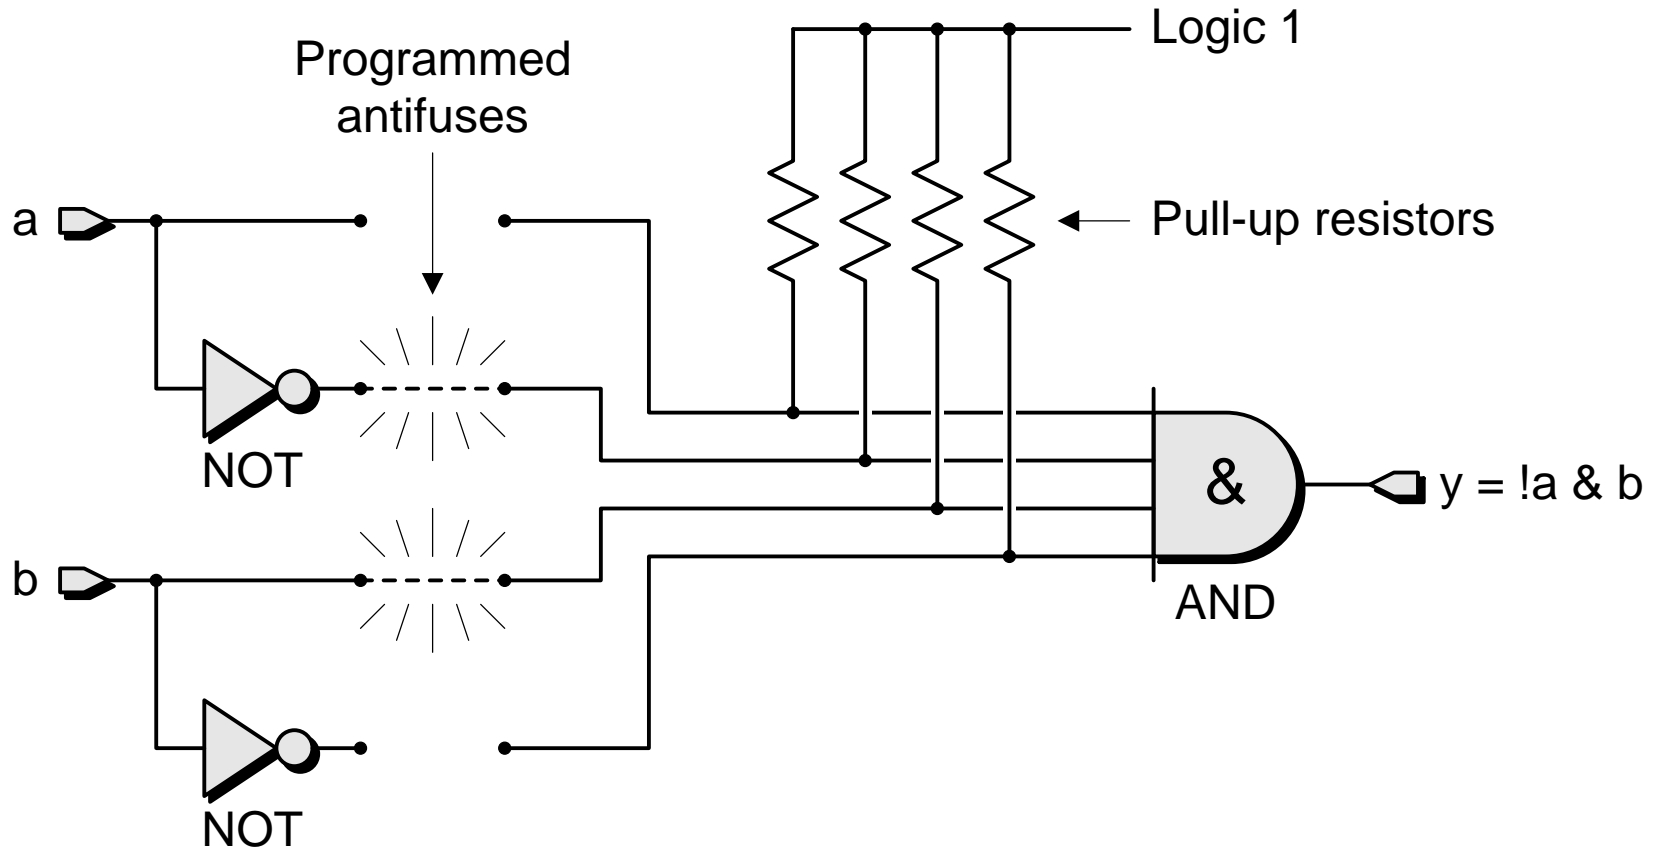 Logic 1
Programmed
antifuses
a
Pull-up resistors
NOT
&
y = !a & b
b
AND
NOT